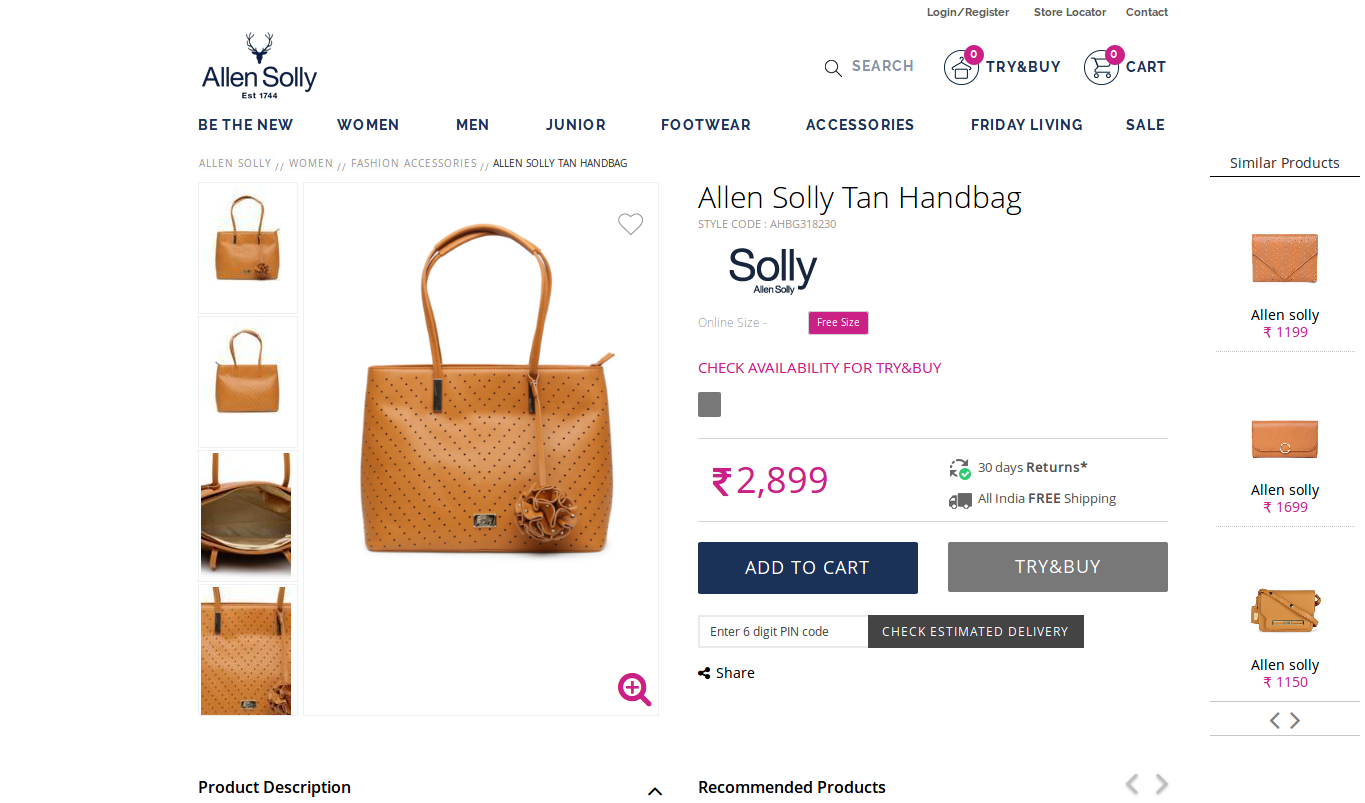 Login/Register Store Locator Contact
Allen Solly
Est 1744
SEARCH 0 TRY&BUY 0 CART
BE THE NEW WOMEN MEN JUNIOR FOOTWEAR ACCESSORIES FRIDAY LIVING SALE
ALLEN SOLLY // WOMEN // FASHION ACCESSORIES // ALLEN SOLLY TAN HANDBAG
Similar Products
Allen Solly Tan Handbag
STYLE CODE : AHBG318230
Solly
Allen Solly
Online Size - Free Size
CHECK AVAILABILITY FOR TRY&BUY
₹ 2,899
30 days Returns*
All India FREE Shipping
ADD TO CART TRY&BUY
Enter 6 digit PIN code CHECK ESTIMATED DELIVERY
Share
Allen solly
₹ 1199
Allen solly
₹ 1699
Allen solly
₹ 1150
Product Description
Recommended Products